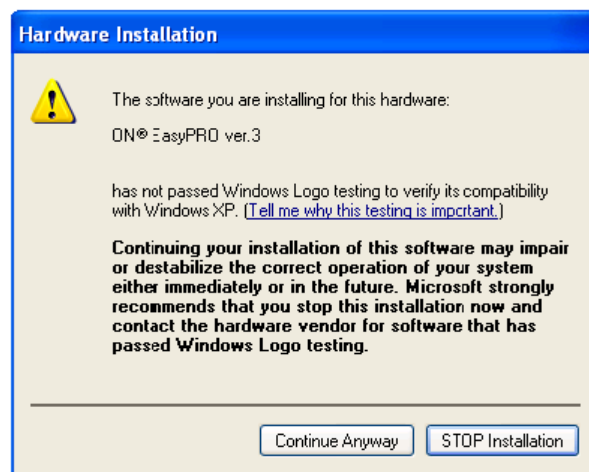 Hardware Installation
The software you are installing for this hardware:
ON® EasyPRO ver.3
has not passed Windows Logo testing to verify its compatibility
with Windows XP. (Tell me why this testing is important.)
Continuing your installation of this software may impair
or destabilize the correct operation of your system
either immediately or in the future. Microsoft strongly
recommends that you stop this installation now and
contact the hardware vendor for software that has
passed Windows Logo testing.
Continue Anyway
STOP Installation